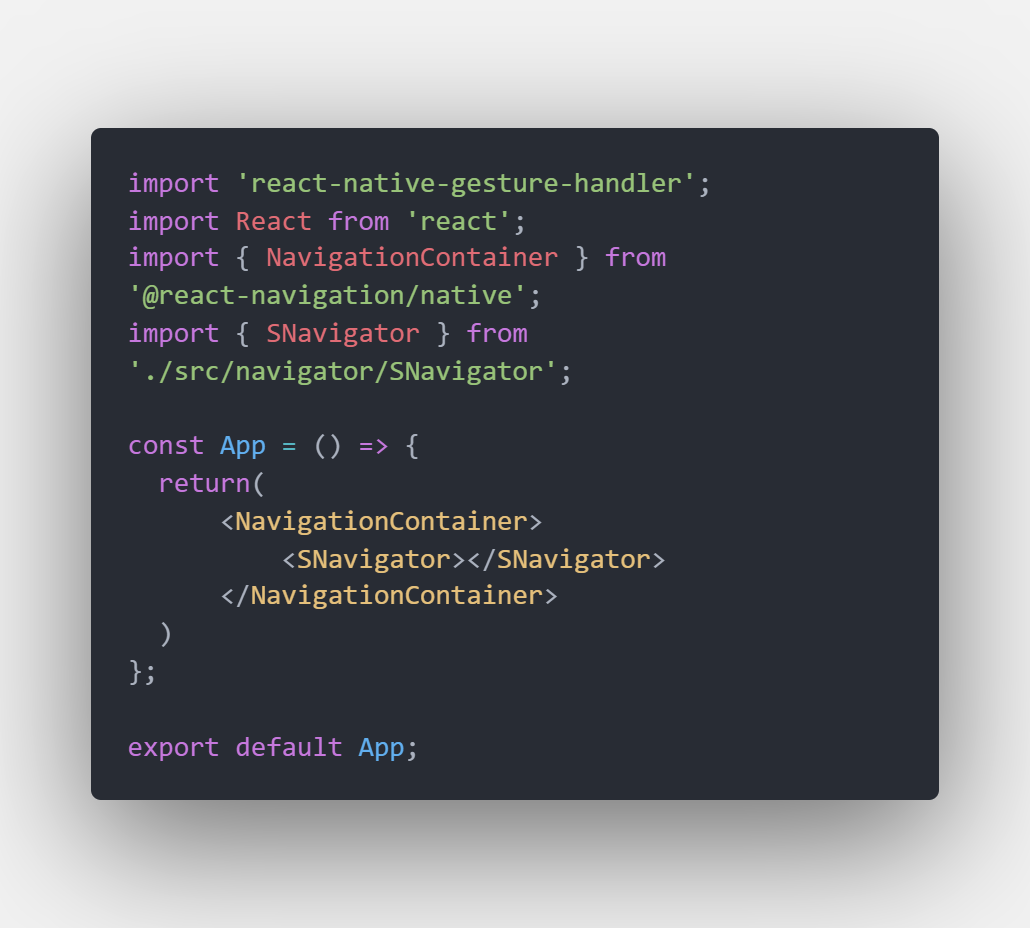 import 'react-native-gesture-handler';
import React from 'react';
import { NavigationContainer } from
'@react-navigation/native';
import { SNavigator } from
'./src/navigator/SNavigator';

const App = () => {
  return(
      <NavigationContainer>
          <SNavigator></SNavigator>
      </NavigationContainer>
  )
};

export default App;